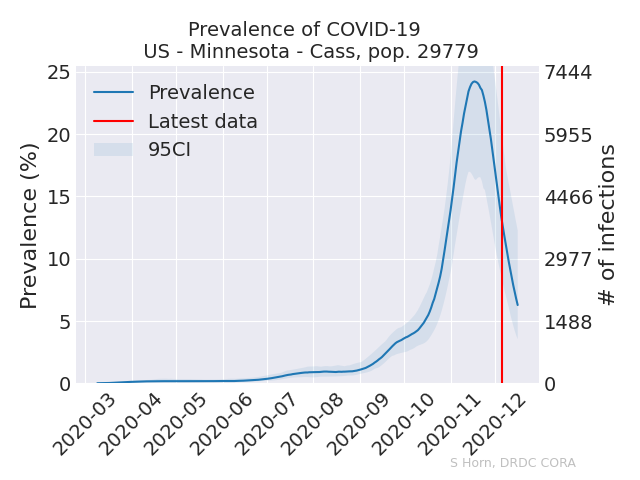 Prevalence of COVID-19
US - Minnesota - Cass, pop. 29779
Prevalence
Latest data
95CI
Prevalence (%)
25
20
15
10
5
0
7444
5955
4466
2977
1488
0
# of infections
2020-03
2020-04
2020-05
2020-06
2020-07
2020-08
2020-09
2020-10
2020-11
2020-12
S Horn, DRDC CORA